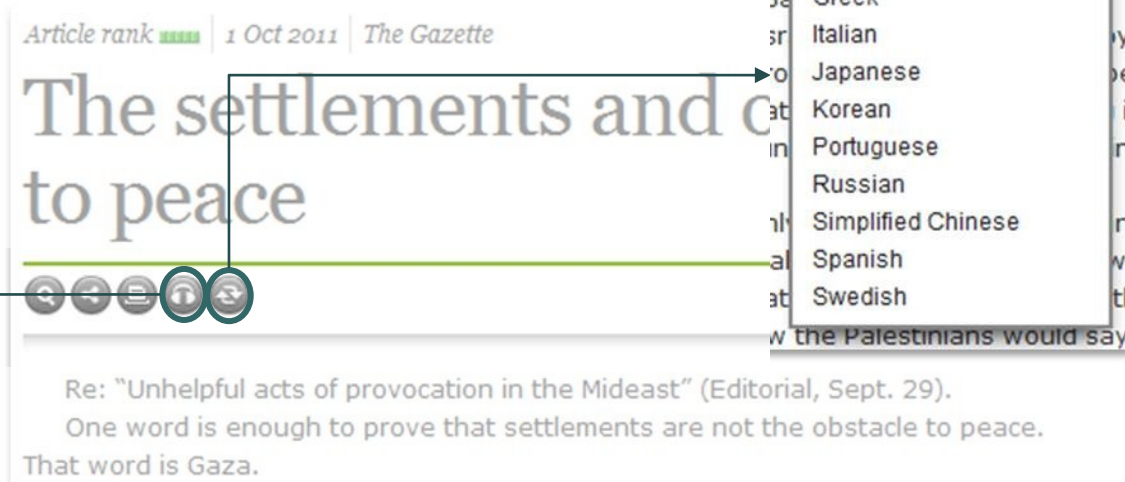 Article rank 1 Oct 2011 The Gazette
The settlements and
to peace
Re: “Unhelpful acts of provocation in the Mideast” (Editorial, Sept. 29).
One word is enough to prove that settlements are not the obstacle to peace.
That word is Gaza.
Greek
Italian
Japanese
Korean
Portuguese
Russian
Simplified Chinese
Spanish
Swedish
the Palestinians would say